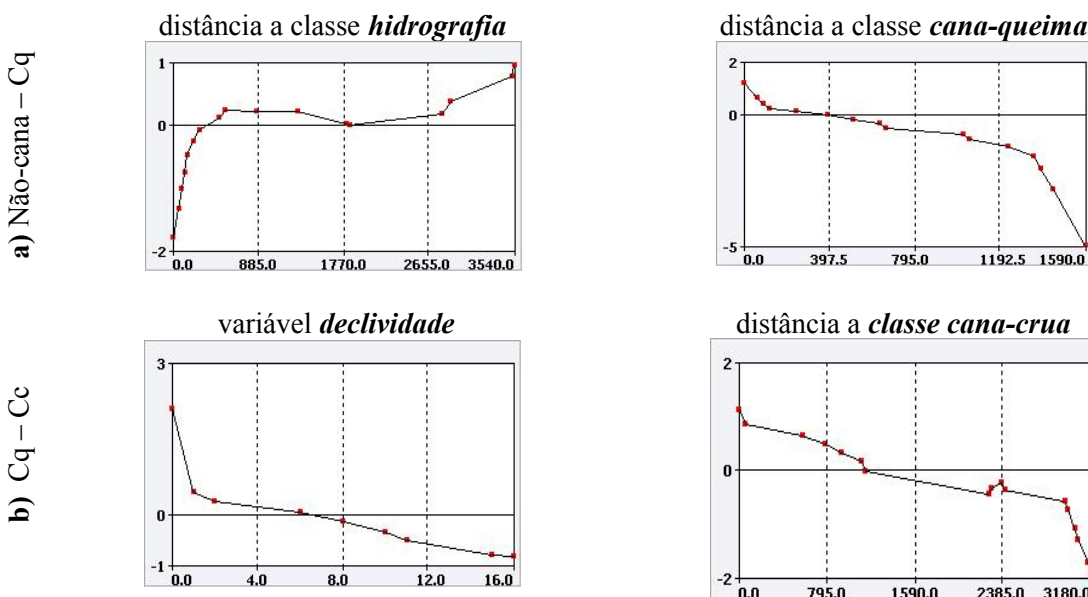 distância a classe hidrografia
distância a classe cana-queima
a) Não-cana – Cq
1
0
-2
0.0 885.0 1770.0 2655.0 3540.0
2
0
-5
0.0 397.5 795.0 1192.5 1590.0
variável declividade
distância a classe cana-crua
b) Cq – Cc
3
0
-1
0.0 4.0 8.0 12.0 16.0
2
0
-2
0.0 795.0 1590.0 2385.0 3180.0